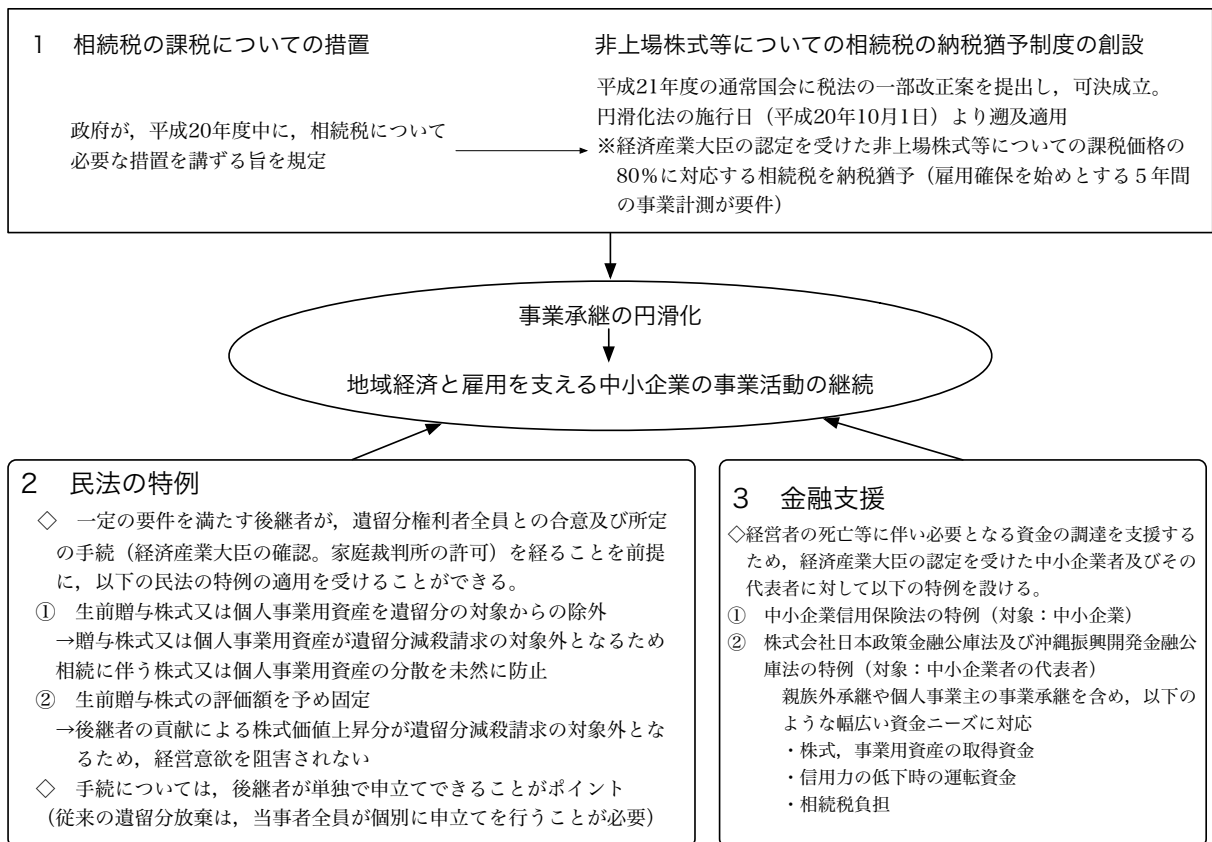 1 相続税の課税についての措置
政府が，平成20年度中に，相続税について
必要な措置を講ずる旨を規定
非上場株式等についての相続税の納税猶予制度の創設
平成21年度の通常国会に税法の一部改正案を提出し，可決成立。
円滑化法の施行日（平成20年10月1日）より遡及適用
※経済産業大臣の認定を受けた非上場株式等についての課税価格の
80％に対応する相続税を納税猶予（雇用確保を始めとする５年間
の事業計測が要件）
事業承継の円滑化
地域経済と雇用を支える中小企業の事業活動の継続
2 民法の特例
◇ 一定の要件を満たす後継者が，遺留分権利者全員との合意及び所定
の手続（経済産業大臣の確認。家庭裁判所の許可）を経ることを前提
に，以下の民法の特例の適用を受けることができる。
① 生前贈与株式又は個人事業用資産を遺留分の対象からの除外
→贈与株式又は個人事業用資産が遺留分減殺請求の対象外となるため
相続に伴う株式又は個人事業用資産の分散を未然に防止
② 生前贈与株式の評価額を予め固定
→後継者の貢献による株式価値上昇分が遺留分減殺請求の対象外とな
るため，経営意欲を阻害されない
◇ 手続については，後継者が単独で申立てできることがポイント
（従来の遺留分放棄は，当事者全員が個別に申立てを行うことが必要）
3 金融支援
◇経営者の死亡等に伴い必要となる資金の調達を支援する
ため，経済産業大臣の認定を受けた中小企業者及びその
代表者に対して以下の特例を設ける。
① 中小企業信用保険法の特例（対象：中小企業）
② 株式会社日本政策金融公庫法及び沖縄振興開発金融公
庫法の特例（対象：中小企業者の代表者）
親族外承継や個人事業主の事業承継を含め，以下の
ような幅広い資金ニーズに対応
・株式，事業用資産の取得資金
・信用力の低下時の運転資金
・相続税負担